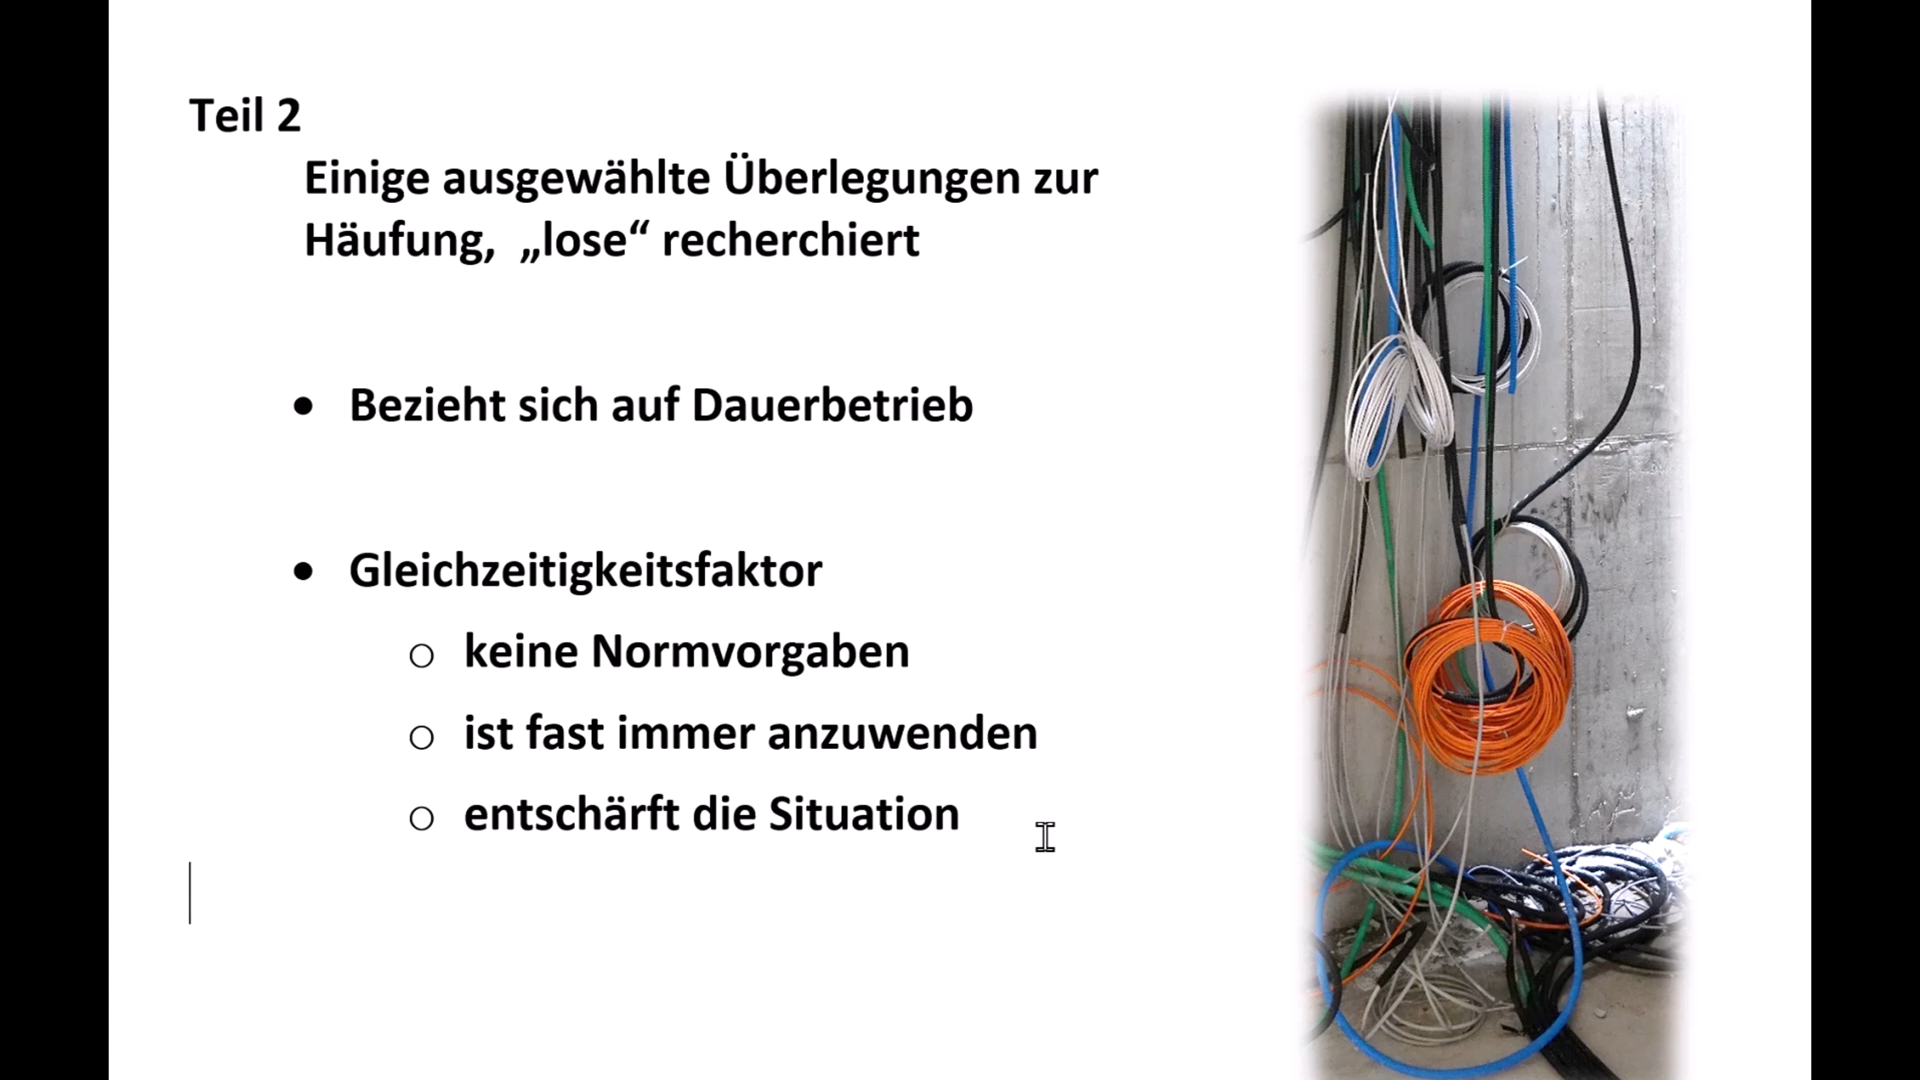 Teil 2
Einige ausgewählte Überlegungen zur
Häufung, „lose“ recherchiert
• Bezieht sich auf Dauerbetrieb
• Gleichzeitigkeitsfaktor
o keine Normvorgaben
o ist fast immer anzuwenden
o entschärft die Situation